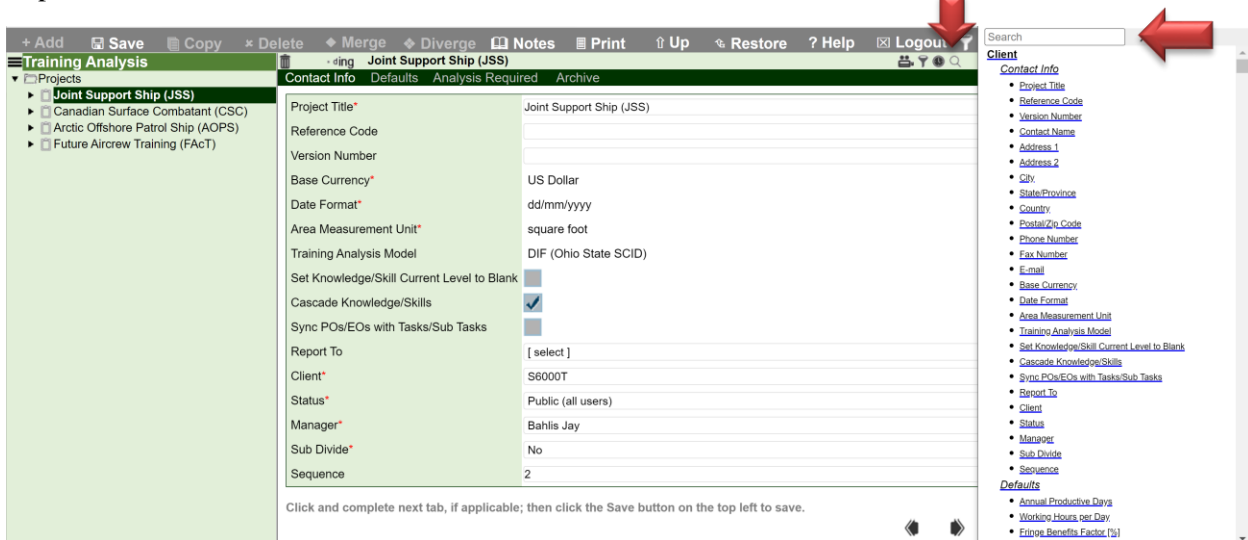 + Add Save Copy × Delete Merge Diverge Notes Print Up Restore ? Help Logout
Training Analysis
Projects
Joint Support Ship (JSS)
Canadian Surface Combatant (CSC)
Arctic Offshore Patrol Ship (AOPS)
Future Aircrew Training (FAcT)
Joint Support Ship (JSS)
Contact Info Defaults Analysis Required Archive
Project Title* Joint Support Ship (JSS)
Reference Code
Version Number
Base Currency* US Dollar
Date Format* dd/mm/yyyy
Area Measurement Unit* square foot
Training Analysis Model DIF (Ohio State SCID)
Set Knowledge/Skill Current Level to Blank
Cascade Knowledge/Skills
Sync POs/EOs with Tasks/Sub Tasks
Report To [ select ]
Client* S6000T
Status* Public (all users)
Manager* Bahlis Jay
Sub Divide* No
Sequence 2
Click and complete next tab, if applicable; then click the Save button on the top left to save.
Search
Client
Contact Info
Project Title
Reference Code
Version Number
Contact Name
Address 1
Address 2
City
State/Province
Country
Postal/Zip Code
Phone Number
Fax Number
E-mail
Base Currency
Date Format
Area Measurement Unit
Training Analysis Model
Set Knowledge/Skill Current Level to Blank
Cascade Knowledge/Skills
Sync POs/EOs with Tasks/Sub Tasks
Report To
Client
Status
Manager
Sub Divide
Sequence
Defaults
Annual Productive Days
Working Hours per Day
Fringe Benefits Factor [%]